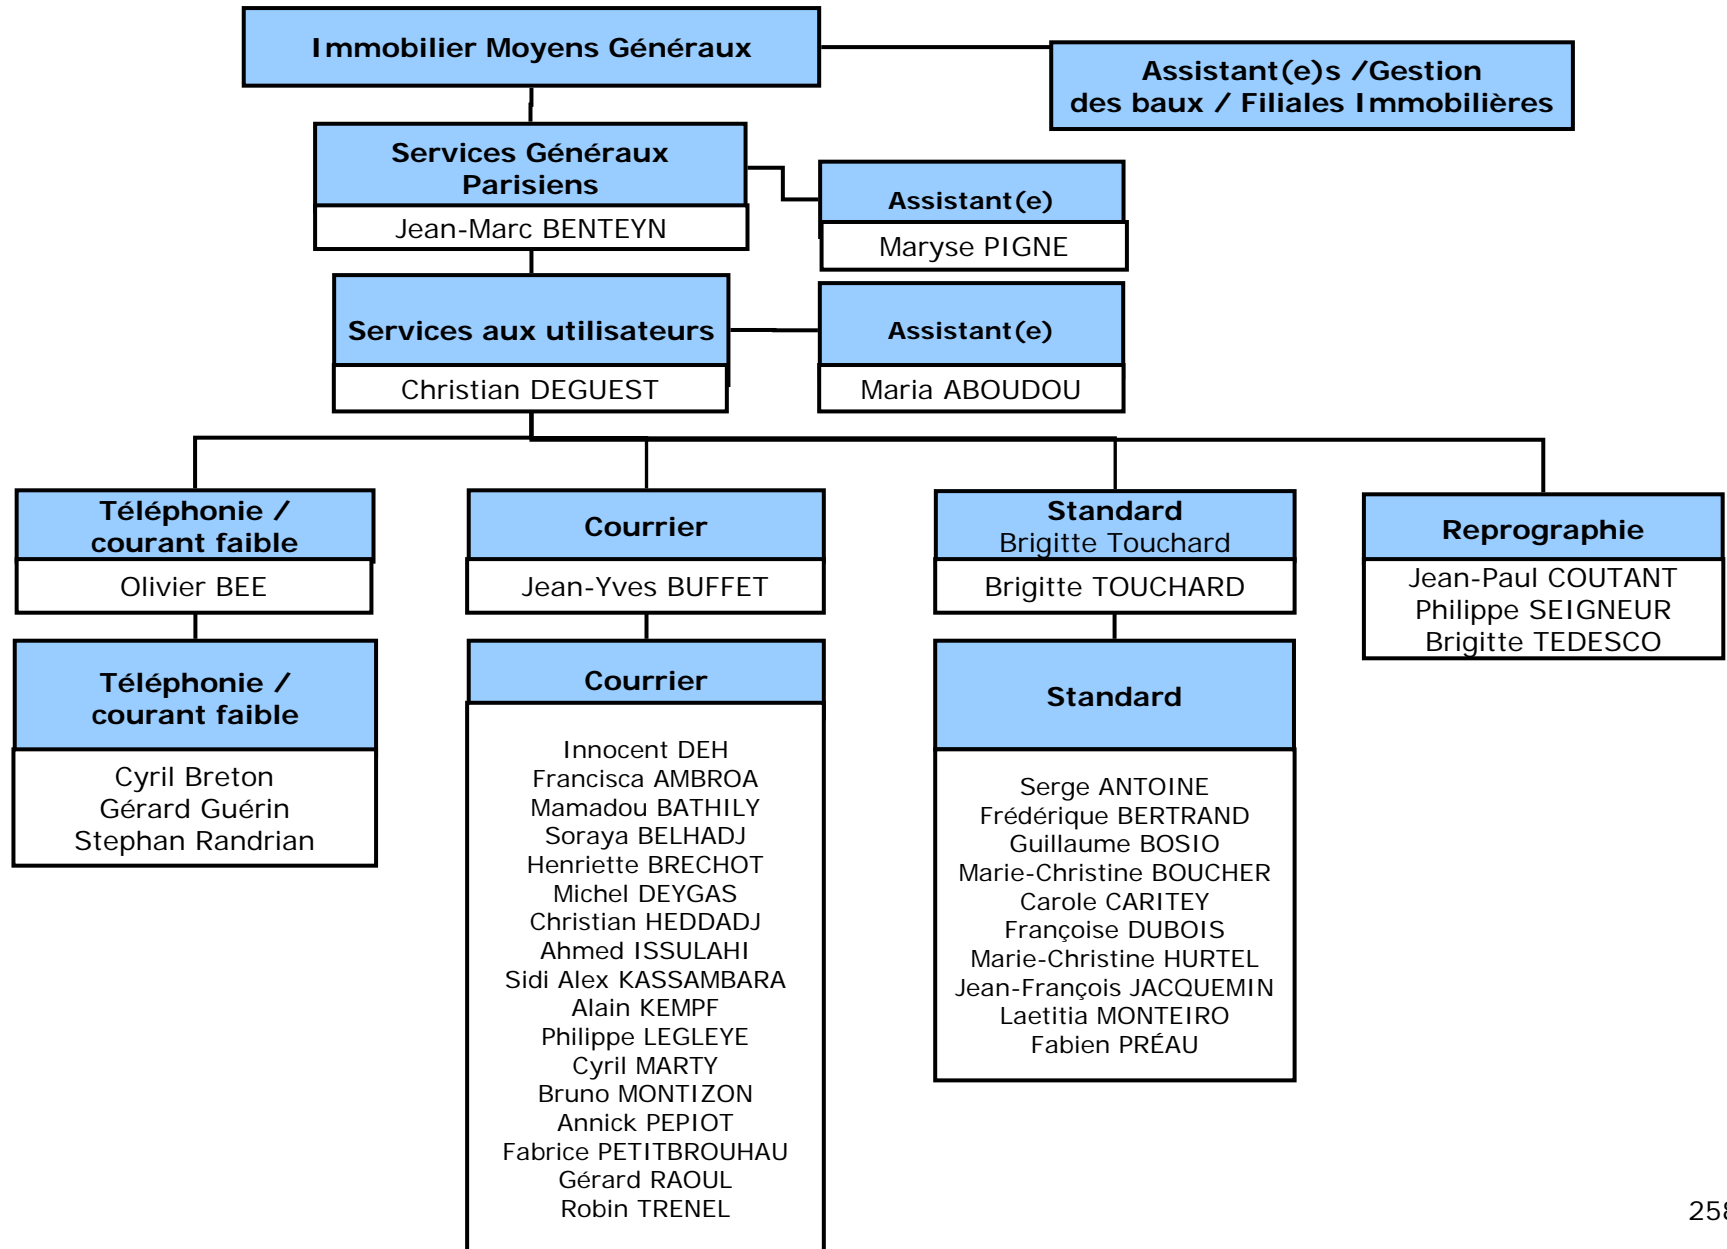 Immobilier Moyens Généraux
Assistant(e)s /Gestion
des baux / Filiales Immobilières
Services Généraux
Parisiens
Jean-Marc BENTEYN
Assistant(e)
Maryse PIGNE
Services aux utilisateurs
Christian DEGUEST
Assistant(e)
Maria ABOUDOU
Téléphonie /
courant faible
Olivier BEE
Courrier
Jean-Yves BUFFET
Standard
Brigitte Touchard
Brigitte TOUCHARD
Reprographie
Jean-Paul COUTANT
Philippe SEIGNEUR
Brigitte TEDESCO
Téléphonie /
courant faible
Cyril Breton
Gérard Guérin
Stephan Randrian
Courrier
Innocent DEH
Francisca AMBROA
Mamadou BATHILY
Soraya BELHADJ
Henriette BRECHOT
Michel DEYGAS
Christian HEDDADJ
Ahmed ISSULAHI
Sidi Alex KASSAMBARA
Alain KEMPF
Philippe LEGLEYE
Cyril MARTY
Bruno MONTIZON
Annick PEPIOT
Fabrice PETITBROUHAU
Gérard RAOUL
Robin TRENEL
Standard
Serge ANTOINE
Frédérique BERTRAND
Guillaume BOSIO
Marie-Christine BOUCHER
Carole CARITEY
Françoise DUBOIS
Marie-Christine HURTEL
Jean-François JACQUEMIN
Laetitia MONTEIRO
Fabien PRÉAU
258